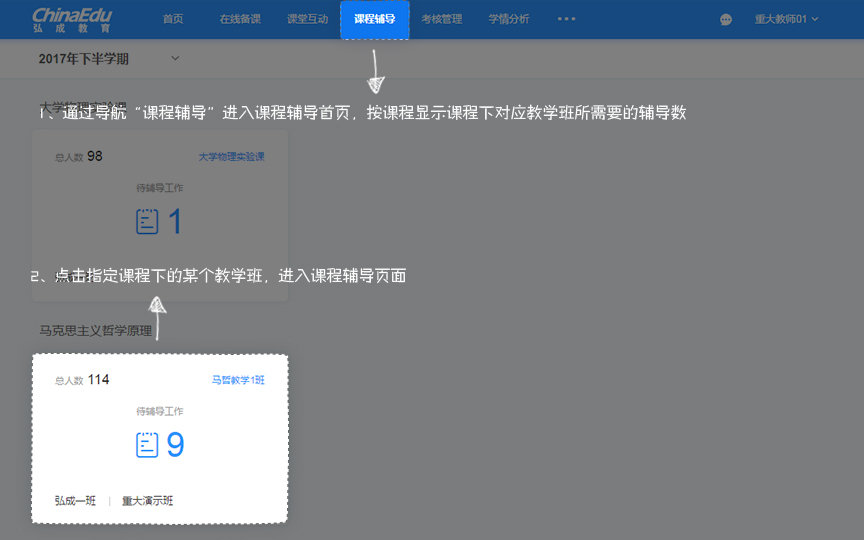 ChinaEdu
弘成教育
首页 在线备课 课堂互动 课程辅导 考核管理 学情分析 重大教师01
2017年下半学期
大学物理实验课
1、通过导航“课程辅导”进入课程辅导首页，按课程显示课程下对应教学班所需要的辅导数
总人数 98 大学物理实验课
待辅导工作
1
2、点击指定课程下的某个教学班，进入课程辅导页面
马克思主义哲学原理
总人数 114 马哲教学1班
待辅导工作
9
弘成一班 | 重大演示班